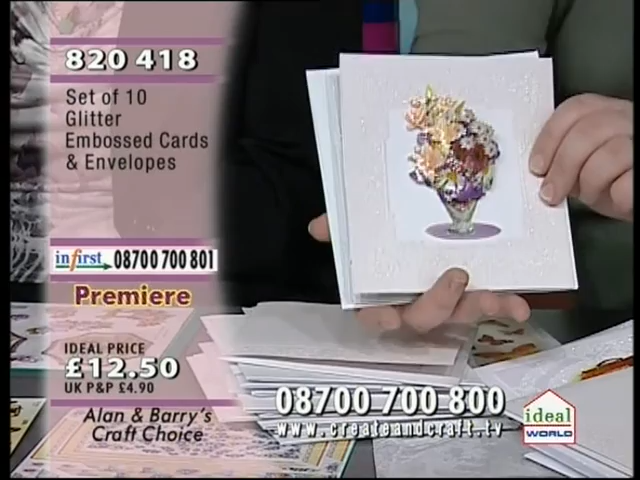 820 418
Set of 10
Glitter
Embossed Cards
& Envelopes
infirst 08700 700 801
Premiere
IDEAL PRICE
£12.50
UK P&P £4.90
Alan & Barry's
Craft Choice
08700 700 800
www.createandcraft.tv
ideal
WORLD